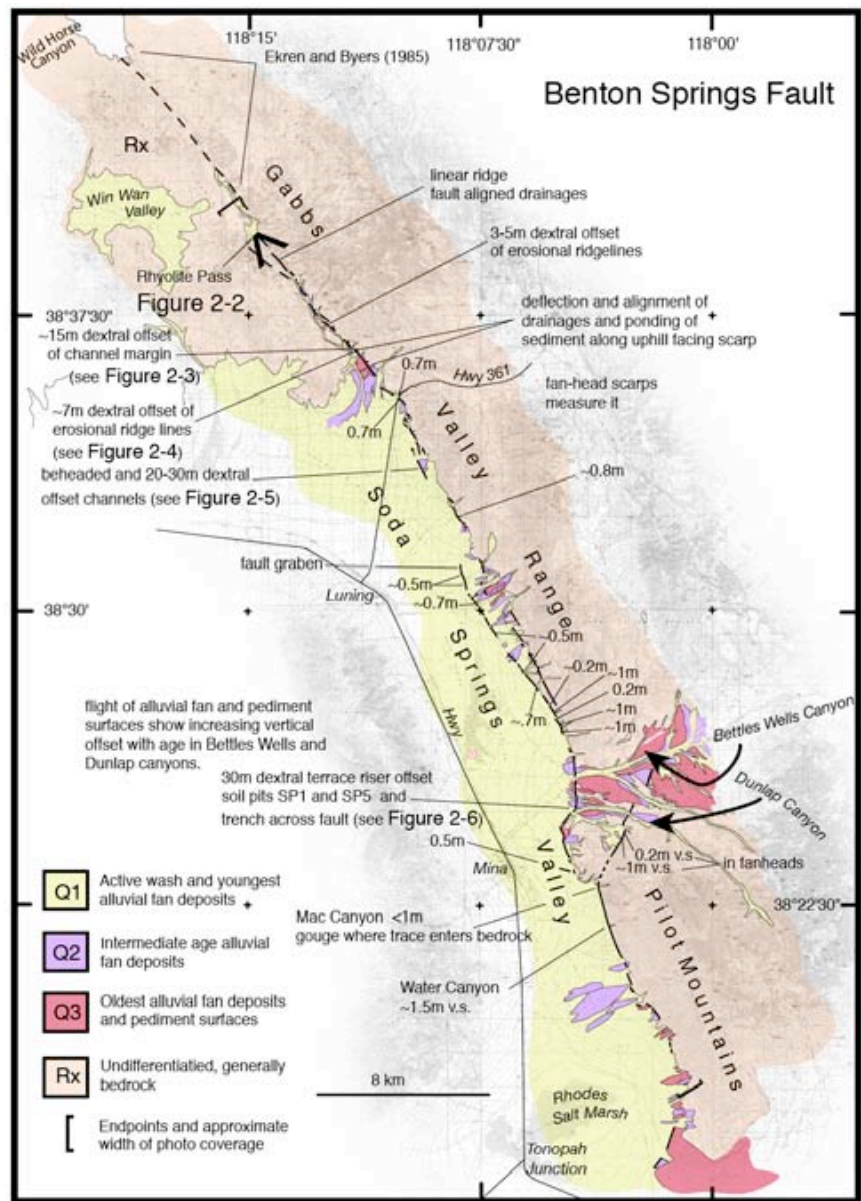 118°15'
118°07'30"
118°00'
Wild Horse
Canyon
Ekren and Byers (1985)
Benton Springs Fault
Rx
Gabbs
Win Wan
Valley
linear ridge
fault aligned drainages
3-5m dextral offset
of erosional ridgelines
Rhyolite Pass
Figure 2-2
38°37'30"
deflection and alignment of
drainages and ponding of
sediment along uphill facing scarp
~15m dextral offset
of channel margin
(see Figure 2-3)
0.7m
Hwy 361
fan-head scarps
measure it
~7m dextral offset of
erosional ridge lines
(see Figure 2-4)
0.7m
Valley
beheaded and 20-30m dextral
offset channels (see Figure 2-5)
~0.8m
Soda
fault graben
Range
Luning
~0.5m
~0.7m
38°30'
Springs
0.5m
~0.2m
~1m
0.2m
~1m
~1m
~.7m
flight of alluvial fan and pediment
surfaces show increasing vertical
offset with age in Bettles Wells and
Dunlap canyons.
Hwy
Bettles Wells Canyon
Dunlap Canyon
30m dextral terrace riser offset
soil pits SP1 and SP5 and
trench across fault (see Figure 2-6)
0.5m
Valley
0.2m v.s.
~1m v.s.
in fanheads
Mina
38°22'30"
Q1 Active wash and youngest
alluvial fan deposits
Mac Canyon <1m
gouge where trace enters bedrock
Pilot Mountains
Q2 Intermediate age alluvial
fan deposits
Water Canyon
~1.5m v.s.
Q3 Oldest alluvial fan deposits
and pediment surfaces
Rx Undifferentiatied, generally
bedrock
8 km
Rhodes
Salt Marsh
[ Endpoints and approximate
width of photo coverage
Tonopah
Junction